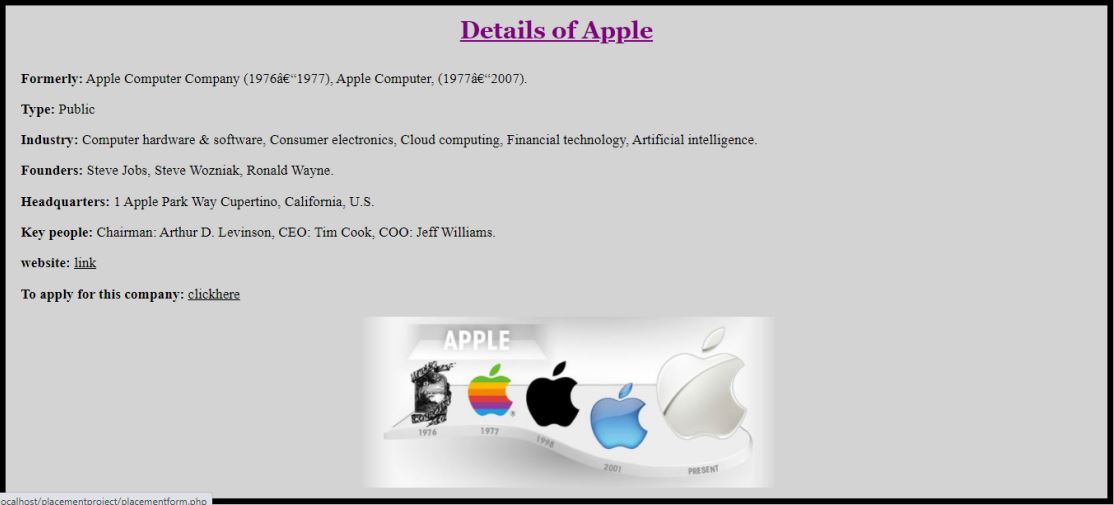 Details of Apple
Formerly: Apple Computer Company (1976â€“1977), Apple Computer, (1977â€“2007).
Type: Public
Industry: Computer hardware & software, Consumer electronics, Cloud computing, Financial technology, Artificial intelligence.
Founders: Steve Jobs, Steve Wozniak, Ronald Wayne.
Headquarters: 1 Apple Park Way Cupertino, California, U.S.
Key people: Chairman: Arthur D. Levinson, CEO: Tim Cook, COO: Jeff Williams.
website: link
To apply for this company: clickhere
APPLE
1976
1977
1998
2001
PRESENT
ocalhost/placementproject/placementform.php